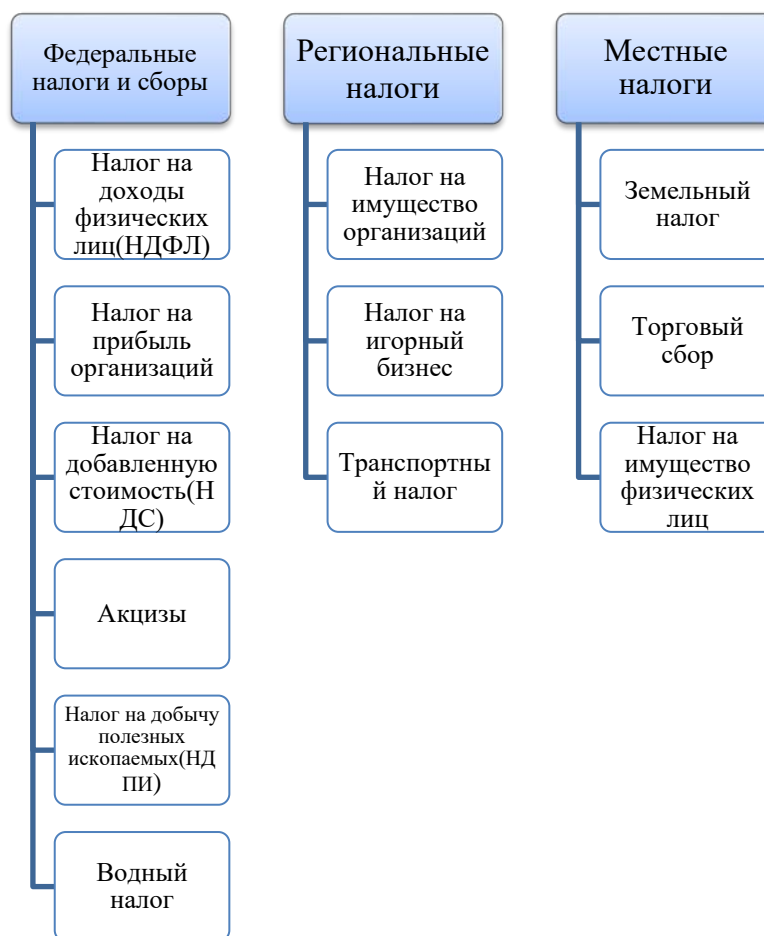 Федеральные
налоги и сборы
Налог на
доходы
физических
лиц(НДФЛ)
Налог на
прибыль
организаций
Налог на
добавленную
стоимость(Н
ДС)
Акцизы
Налог на добычу
полезных
ископаемых(НД
ПИ)
Водный
налог
Региональные
налоги
Налог на
имущество
организаций
Налог на
игорный
бизнес
Транспортны
й налог
Местные
налоги
Земельный
налог
Торговый
сбор
Налог на
имущество
физических
лиц